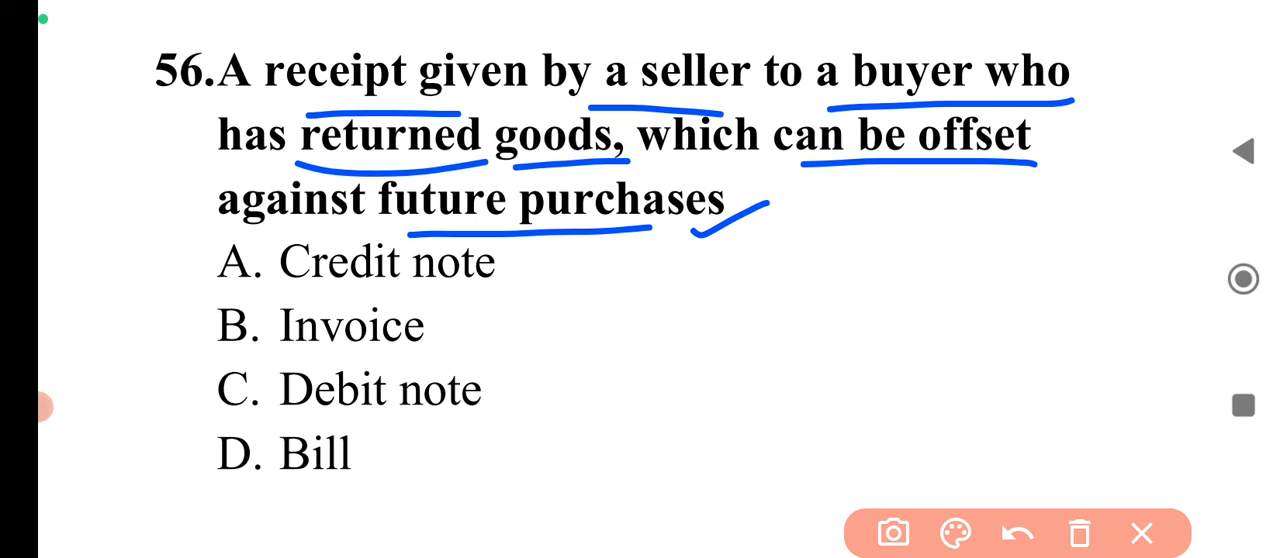 56.A receipt given by a seller to a buyer who
has returned goods, which can be offset
against future purchases
A. Credit note
B. Invoice
C. Debit note
D. Bill